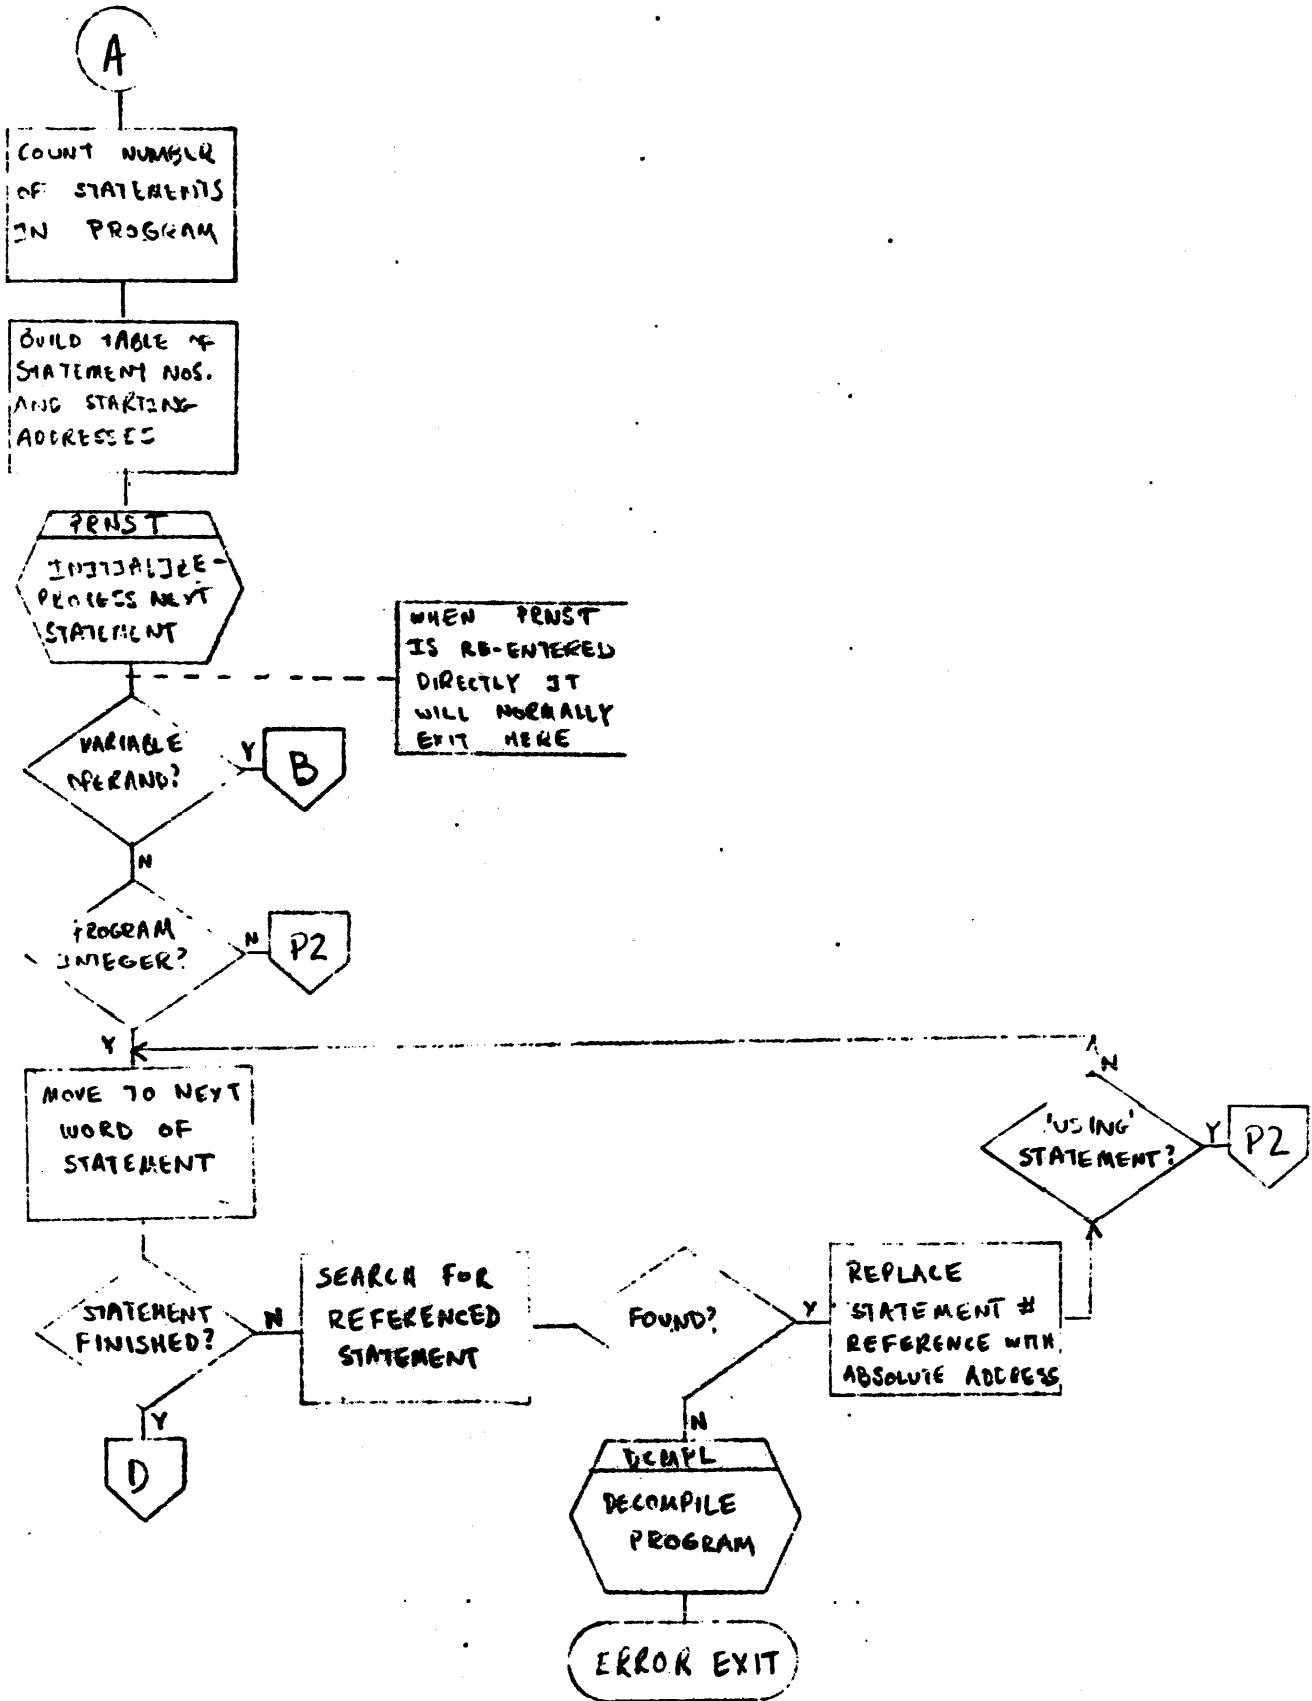 A
COUNT NUMBER
OF STATEMENTS
IN PROGRAM
BUILD TABLE OF
STATEMENT NOS.
AND STARTING
ADDRESSES
PRNST
INITIALIZE-
PROCESS NEXT
STATEMENT
WHEN PRNST
IS RE-ENTERED
DIRECTLY IT
WILL NORMALLY
EXIT HERE
VARIABLE
OPERAND?
Y
B
N
PROGRAM
INTEGER?
N
P2
Y
MOVE TO NEXT
WORD OF
STATEMENT
N
'USING'
STATEMENT?
Y
P2
STATEMENT
FINISHED?
N
Y
D
SEARCH FOR
REFERENCED
STATEMENT
FOUND?
Y
N
REPLACE
STATEMENT #
REFERENCE WITH
ABSOLUTE ADDRESS
DCMPL
DECOMPILE
PROGRAM
ERROR EXIT